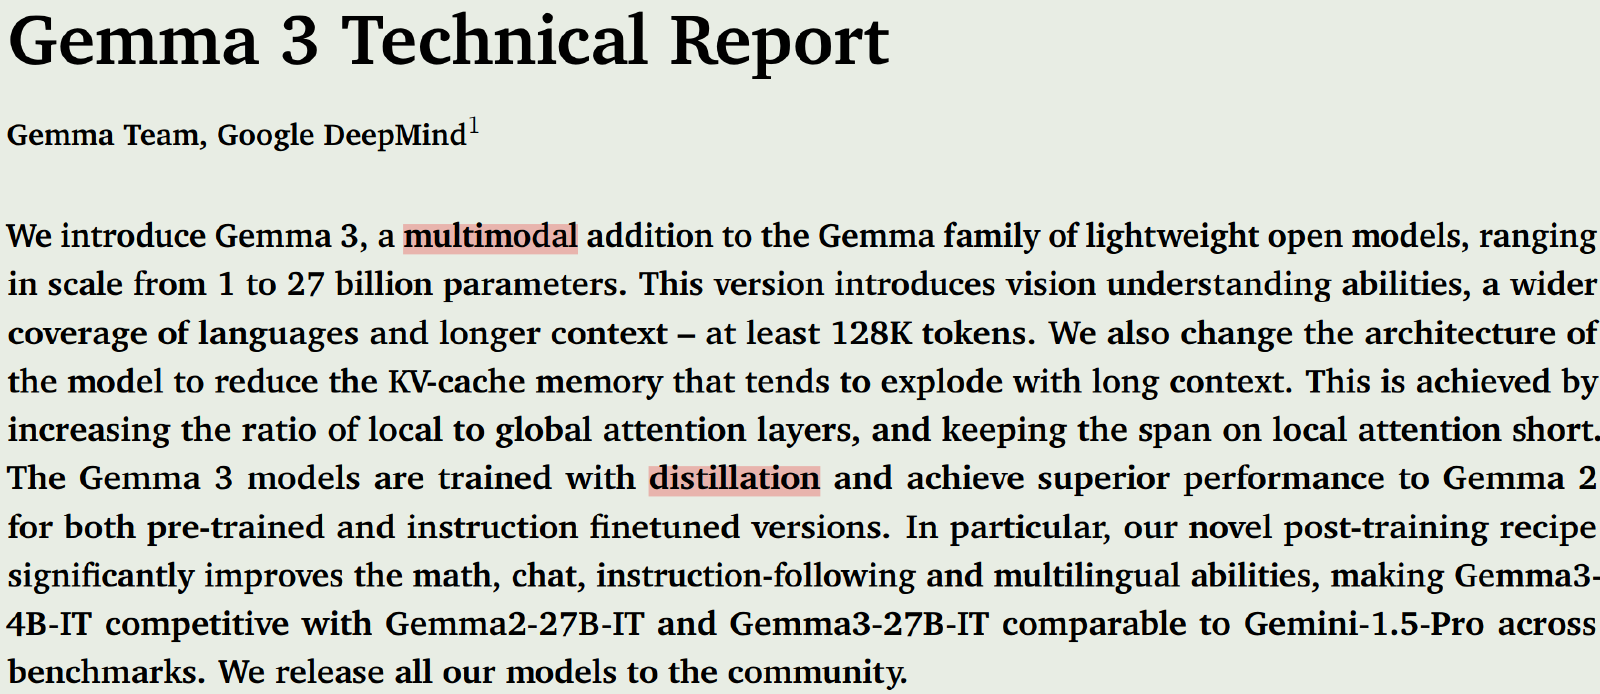 Gemma 3 Technical Report
Gemma Team, Google DeepMind¹
We introduce Gemma 3, a multimodal addition to the Gemma family of lightweight open models, ranging
in scale from 1 to 27 billion parameters. This version introduces vision understanding abilities, a wider
coverage of languages and longer context – at least 128K tokens. We also change the architecture of
the model to reduce the KV-cache memory that tends to explode with long context. This is achieved by
increasing the ratio of local to global attention layers, and keeping the span on local attention short.
The Gemma 3 models are trained with distillation and achieve superior performance to Gemma 2
for both pre-trained and instruction finetuned versions. In particular, our novel post-training recipe
significantly improves the math, chat, instruction-following and multilingual abilities, making Gemma3-
4B-IT competitive with Gemma2-27B-IT and Gemma3-27B-IT comparable to Gemini-1.5-Pro across
benchmarks. We release all our models to the community.